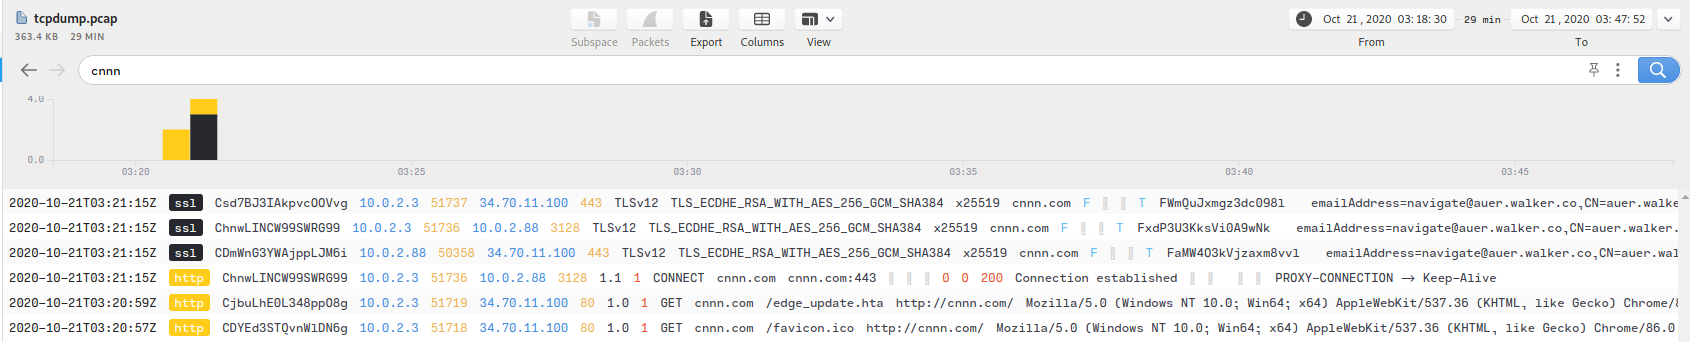 tcpdump.pcap
363.4 KB 29 MIN
Subspace Packets Export Columns View
Oct 21 , 2020 03:18:30 29 min Oct 21 , 2020 03:47:52
From To
cnnn
4.0
0.0
03:20 03:25 03:30 03:35 03:40 03:45
2020-10-21T03:21:15Z ssl Csd7BJ3IAkpvcOOVvg 10.0.2.3 51737 34.70.11.100 443 TLSv12 TLS_ECDHE_RSA_WITH_AES_256_GCM_SHA384 x25519 cnnn.com F T FWmQuJxmgz3dc098l emailAddress=navigate@auer.walker.co,CN=auer.walke
2020-10-21T03:21:15Z ssl ChnwLINCW99SWRG99 10.0.2.3 51736 10.0.2.88 3128 TLSv12 TLS_ECDHE_RSA_WITH_AES_256_GCM_SHA384 x25519 cnnn.com F T FxdP3U3KksVi0A9wNk emailAddress=navigate@auer.walker.co,CN=auer.walker
2020-10-21T03:21:15Z ssl CDmWnG3YWAjppLJM6i 10.0.2.88 50358 34.70.11.100 443 TLSv12 TLS_ECDHE_RSA_WITH_AES_256_GCM_SHA384 x25519 cnnn.com F T FaMW4O3kVjzaxm8vvl emailAddress=navigate@auer.walker.co,CN=auer.walk
2020-10-21T03:21:15Z http ChnwLINCW99SWRG99 10.0.2.3 51736 10.0.2.88 3128 1.1 1 CONNECT cnnn.com cnnn.com:443 0 0 200 Connection established PROXY-CONNECTION -> Keep-Alive
2020-10-21T03:20:59Z http CjbuLhE0L348ppO8g 10.0.2.3 51719 34.70.11.100 80 1.0 1 GET cnnn.com /edge_update.hta http://cnnn.com/ Mozilla/5.0 (Windows NT 10.0; Win64; x64) AppleWebKit/537.36 (KHTML, like Gecko) Chrome/8
2020-10-21T03:20:57Z http CDYEd3STQvnW1DN6g 10.0.2.3 51718 34.70.11.100 80 1.0 1 GET cnnn.com /favicon.ico http://cnnn.com/ Mozilla/5.0 (Windows NT 10.0; Win64; x64) AppleWebKit/537.36 (KHTML, like Gecko) Chrome/86.0